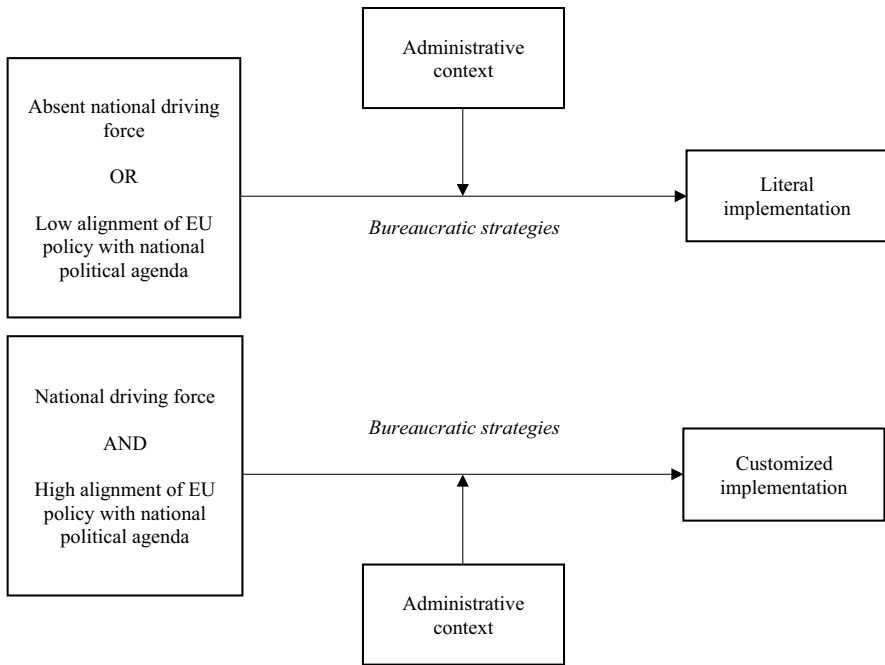 Administrative
context
Absent national driving
force
OR
Low alignment of EU
policy with national
political agenda
Bureaucratic strategies
Literal
implementation
National driving force
AND
High alignment of EU
policy with national
political agenda
Bureaucratic strategies
Customized
implementation
Administrative
context